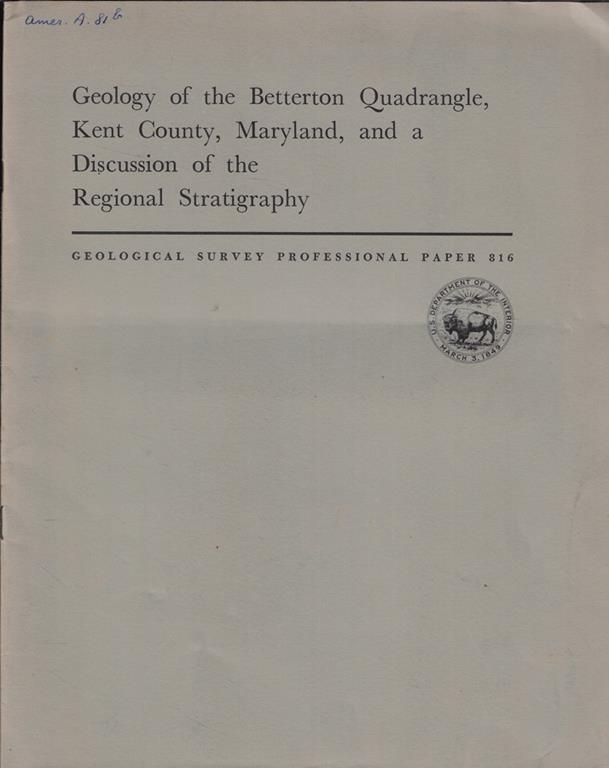 amer. A. 81 b
Geology of the Betterton Quadrangle,
Kent County, Maryland, and a
Discussion of the
Regional Stratigraphy
GEOLOGICAL SURVEY PROFESSIONAL PAPER 816
U.S. DEPARTMENT OF THE INTERIOR
MARCH 3, 1849